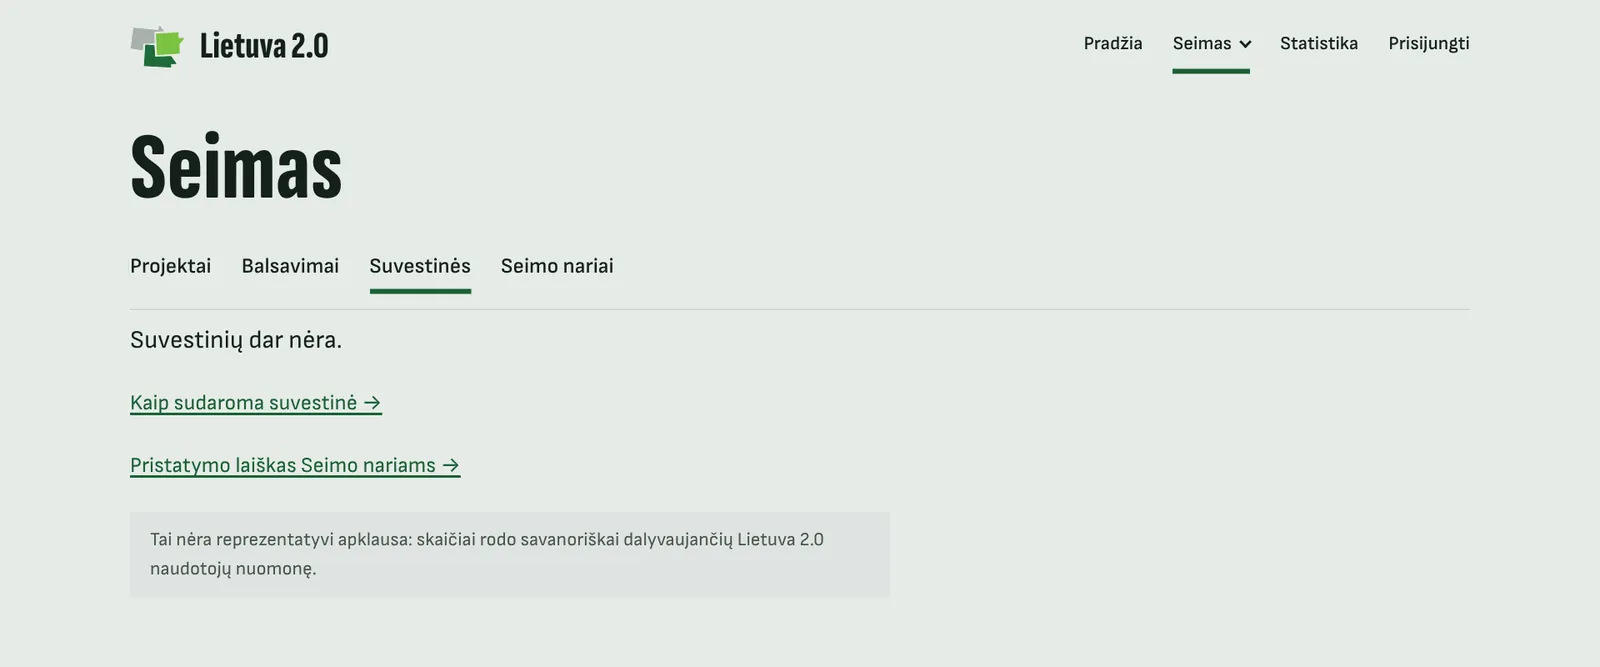 Lietuva 2.0
Pradžia Seimas Statistika Prisijungti
Seimas
Projektai Balsavimai Suvestinės Seimo nariai
Suvestinių dar nėra.
Kaip sudaroma suvestinė →
Pristatymo laiškas Seimo nariams →
Tai nėra reprezentatyvi apklausa: skaičiai rodo savanoriškai dalyvaujančių Lietuva 2.0
naudotojų nuomonę.